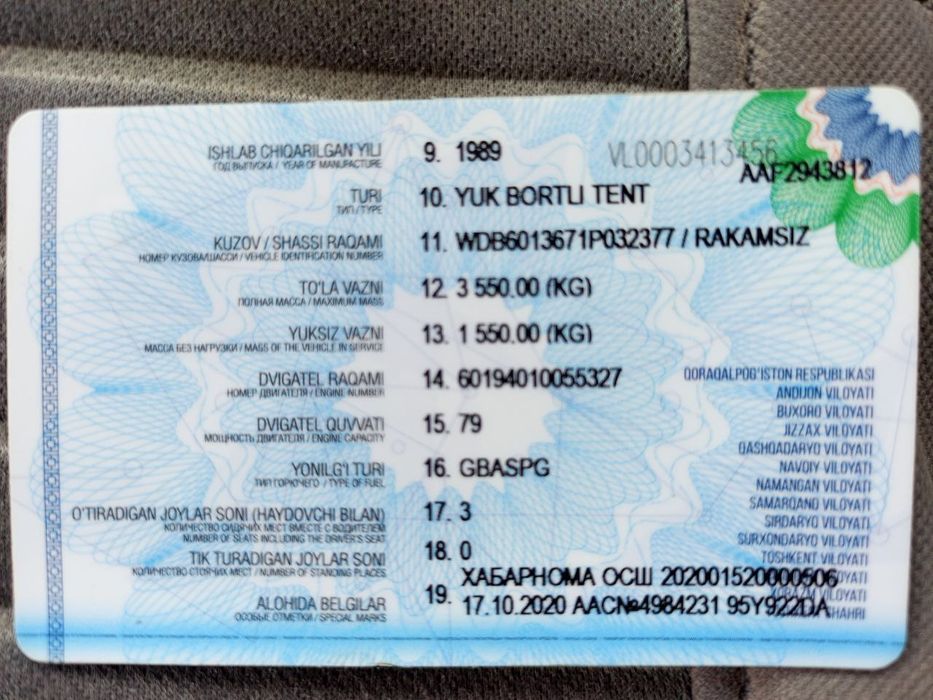 ISHLAB CHIQARILGAN YILI 9. 1989 VL0003413456
ГОД ВЫПУСКА / YEAR OF MANUFACTURE AAF2943812
TURI 10. YUK BORTLI TENT
ТИП / TYPE
KUZOV / SHASSI RAQAMI 11. WDB6013671P032377 / RAKAMSIZ
НОМЕР КУЗОВА/ШАССИ / VEHICLE IDENTIFICATION NUMBER
TO'LA VAZNI 12. 3 550.00 (KG)
ПОЛНАЯ МАССА / MAXIMUM MASS
YUKSIZ VAZNI 13. 1 550.00 (KG)
МАССА БЕЗ НАГРУЗКИ / MASS OF THE VEHICLE IN SERVICE
DVIGATEL RAQAMI 14. 60194010055327
НОМЕР ДВИГАТЕЛЯ / ENGINE NUMBER
DVIGATEL QUVVATI 15. 79
МОЩНОСТЬ ДВИГАТЕЛЯ / ENGINE CAPACITY
YONILG'I TURI 16. GBASPG
ТИП ГОРЮЧЕГО / TYPE OF FUEL
O'TIRADIGAN JOYLAR SONI (HAYDOVCHI BILAN) 17. 3
КОЛИЧЕСТВО СИДЯЧИХ МЕСТ ВМЕСТЕ С ВОДИТЕЛЕМ
NUMBER OF SEATS INCLUDING THE DRIVER'S SEAT
TIK TURADIGAN JOYLAR SONI 18. 0
КОЛИЧЕСТВО СТОЯЧИХ МЕСТ / NUMBER OF STANDING PLACES
ALOHIDA BELGILAR 19. ХАБАРНОМА ОСШ 202001520000506
ОСОБЫЕ ОТМЕТКИ / SPECIAL MARKS 17.10.2020 ААС№4984231 95Y922DA
QORAQALPOG'ISTON RESPUBLIKASI
ANDIJON VILOYATI
BUXORO VILOYATI
JIZZAX VILOYATI
QASHQADARYO VILOYATI
NAVOIY VILOYATI
NAMANGAN VILOYATI
SAMARQAND VILOYATI
SIRDARYO VILOYATI
SURXONDARYO VILOYATI
TOSHKENT VILOYATI
XORAZM VILOYATI
SHAHRI